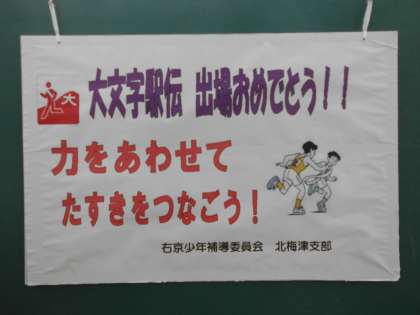 大
大文字駅伝 出場おめでとう!!
力をあわせて
たすきをつなごう!
右京少年補導委員会 北梅津支部